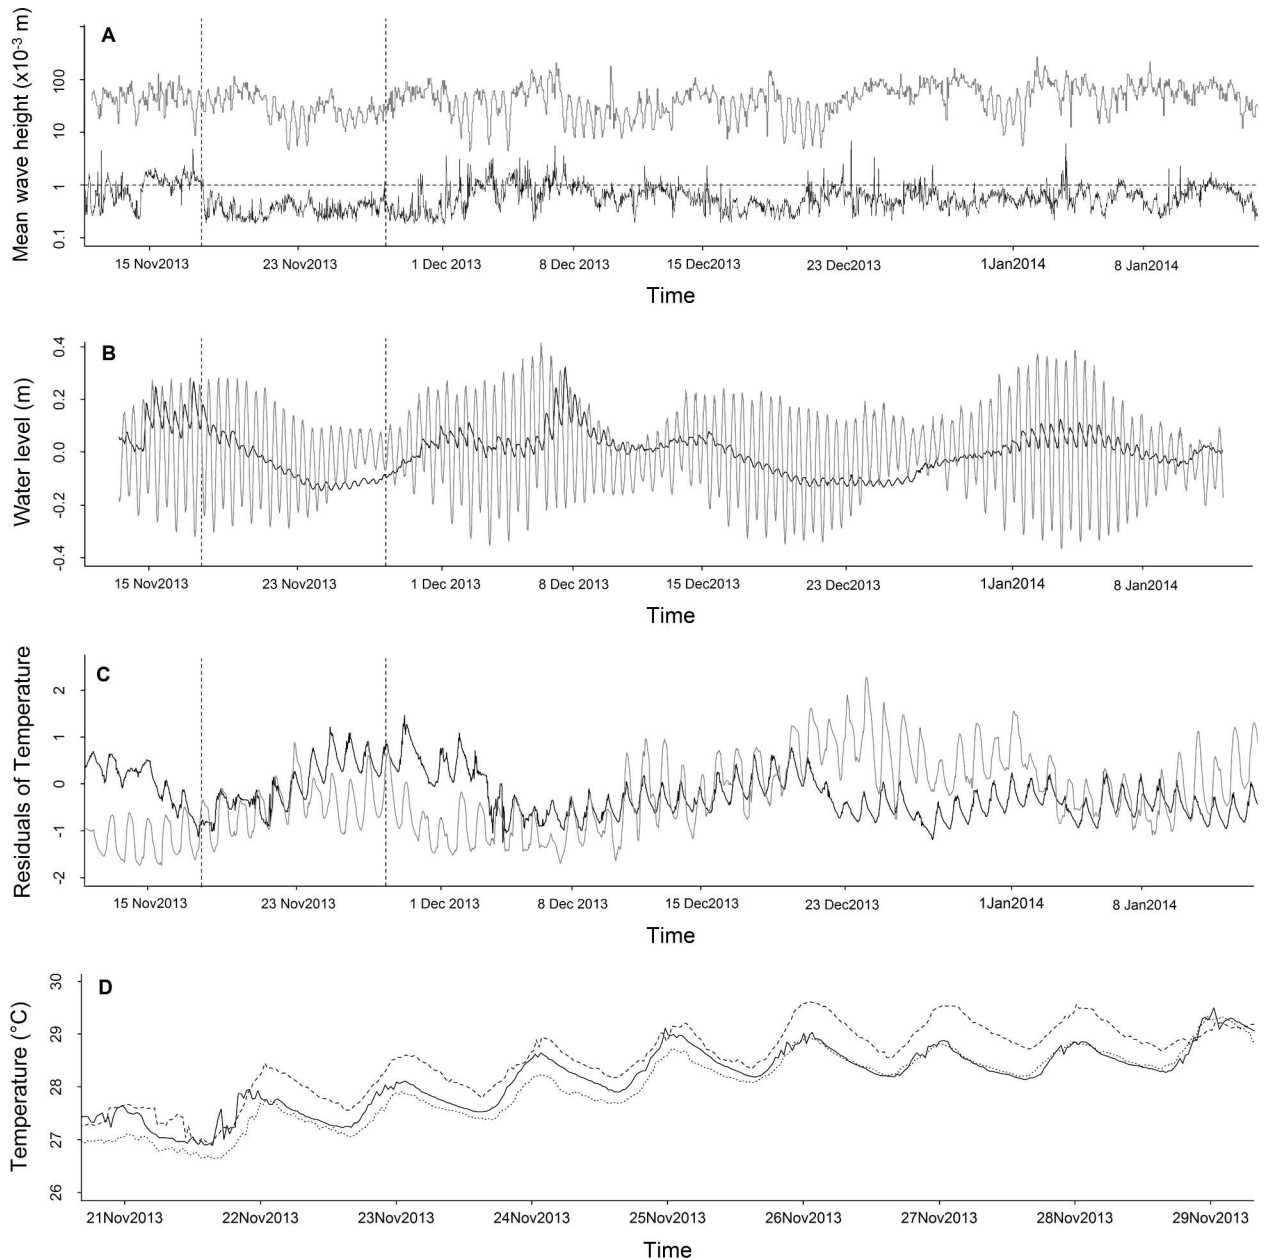 A
Mean wave height (x10⁻³ m)
100
10
1
0.1
15 Nov2013 23 Nov2013 1 Dec 2013 8 Dec 2013 15 Dec2013 23 Dec2013 1Jan2014 8 Jan2014
Time
B
Water level (m)
0.4
0.2
0.0
-0.2
-0.4
15 Nov2013 23 Nov2013 1 Dec 2013 8 Dec 2013 15 Dec2013 23 Dec2013 1Jan2014 8 Jan2014
Time
C
Residuals of Temperature
2
1
0
-1
-2
15 Nov2013 23 Nov2013 1 Dec 2013 8 Dec 2013 15 Dec2013 23 Dec2013 1Jan2014 8 Jan2014
Time
D
Temperature (°C)
30
29
28
27
26
21Nov2013 22Nov2013 23Nov2013 24Nov2013 25Nov2013 26Nov2013 27Nov2013 28Nov2013 29Nov2013
Time